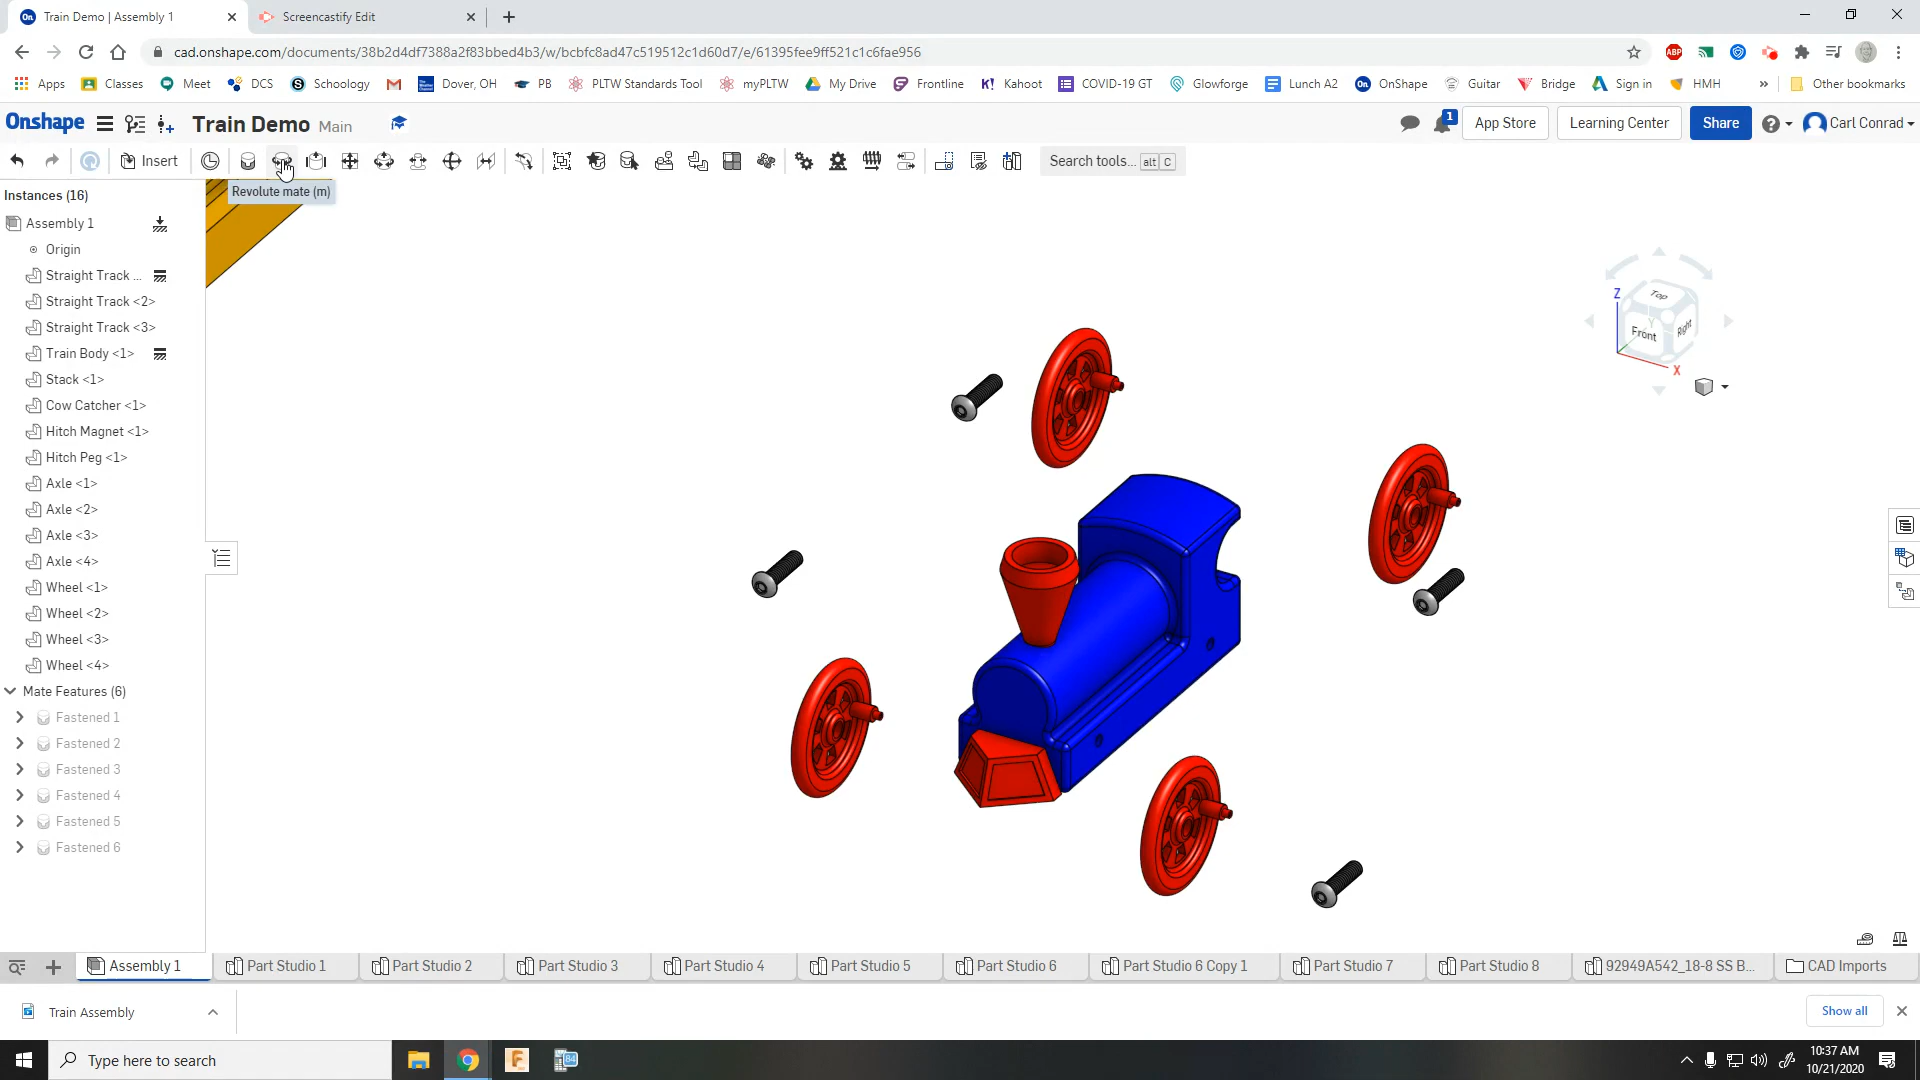 Train Demo | Assembly 1
Screencastify Edit
cad.onshape.com/documents/38b2d4df7388a2f83bbed4b3/w/bcbfc8ad47c519512c1d60d7/e/61395fee9ff521c1c6fae956
ABP
Apps
Classes
Meet
DCS
Schoology
Dover, OH
PB
PLTW Standards Tool
myPLTW
My Drive
Frontline
Kahoot
COVID-19 GT
Glowforge
Lunch A2
OnShape
Guitar
Bridge
Sign in
HMH
»
Other bookmarks
Onshape
Train Demo Main
1
App Store
Learning Center
Share
Carl Conrad
Insert
Search tools... alt C
Revolute mate (m)
Instances (16)
Assembly 1
Origin
Straight Track ...
Straight Track <2>
Straight Track <3>
Train Body <1>
Stack <1>
Cow Catcher <1>
Hitch Magnet <1>
Hitch Peg <1>
Axle <1>
Axle <2>
Axle <3>
Axle <4>
Wheel <1>
Wheel <2>
Wheel <3>
Wheel <4>
Mate Features (6)
Fastened 1
Fastened 2
Fastened 3
Fastened 4
Fastened 5
Fastened 6
Z
Top
Y
Front
Right
X
Assembly 1
Part Studio 1
Part Studio 2
Part Studio 3
Part Studio 4
Part Studio 5
Part Studio 6
Part Studio 6 Copy 1
Part Studio 7
Part Studio 8
92949A542_18-8 SS B...
CAD Imports
Train Assembly
Show all
Type here to search
84
10:37 AM
10/21/2020